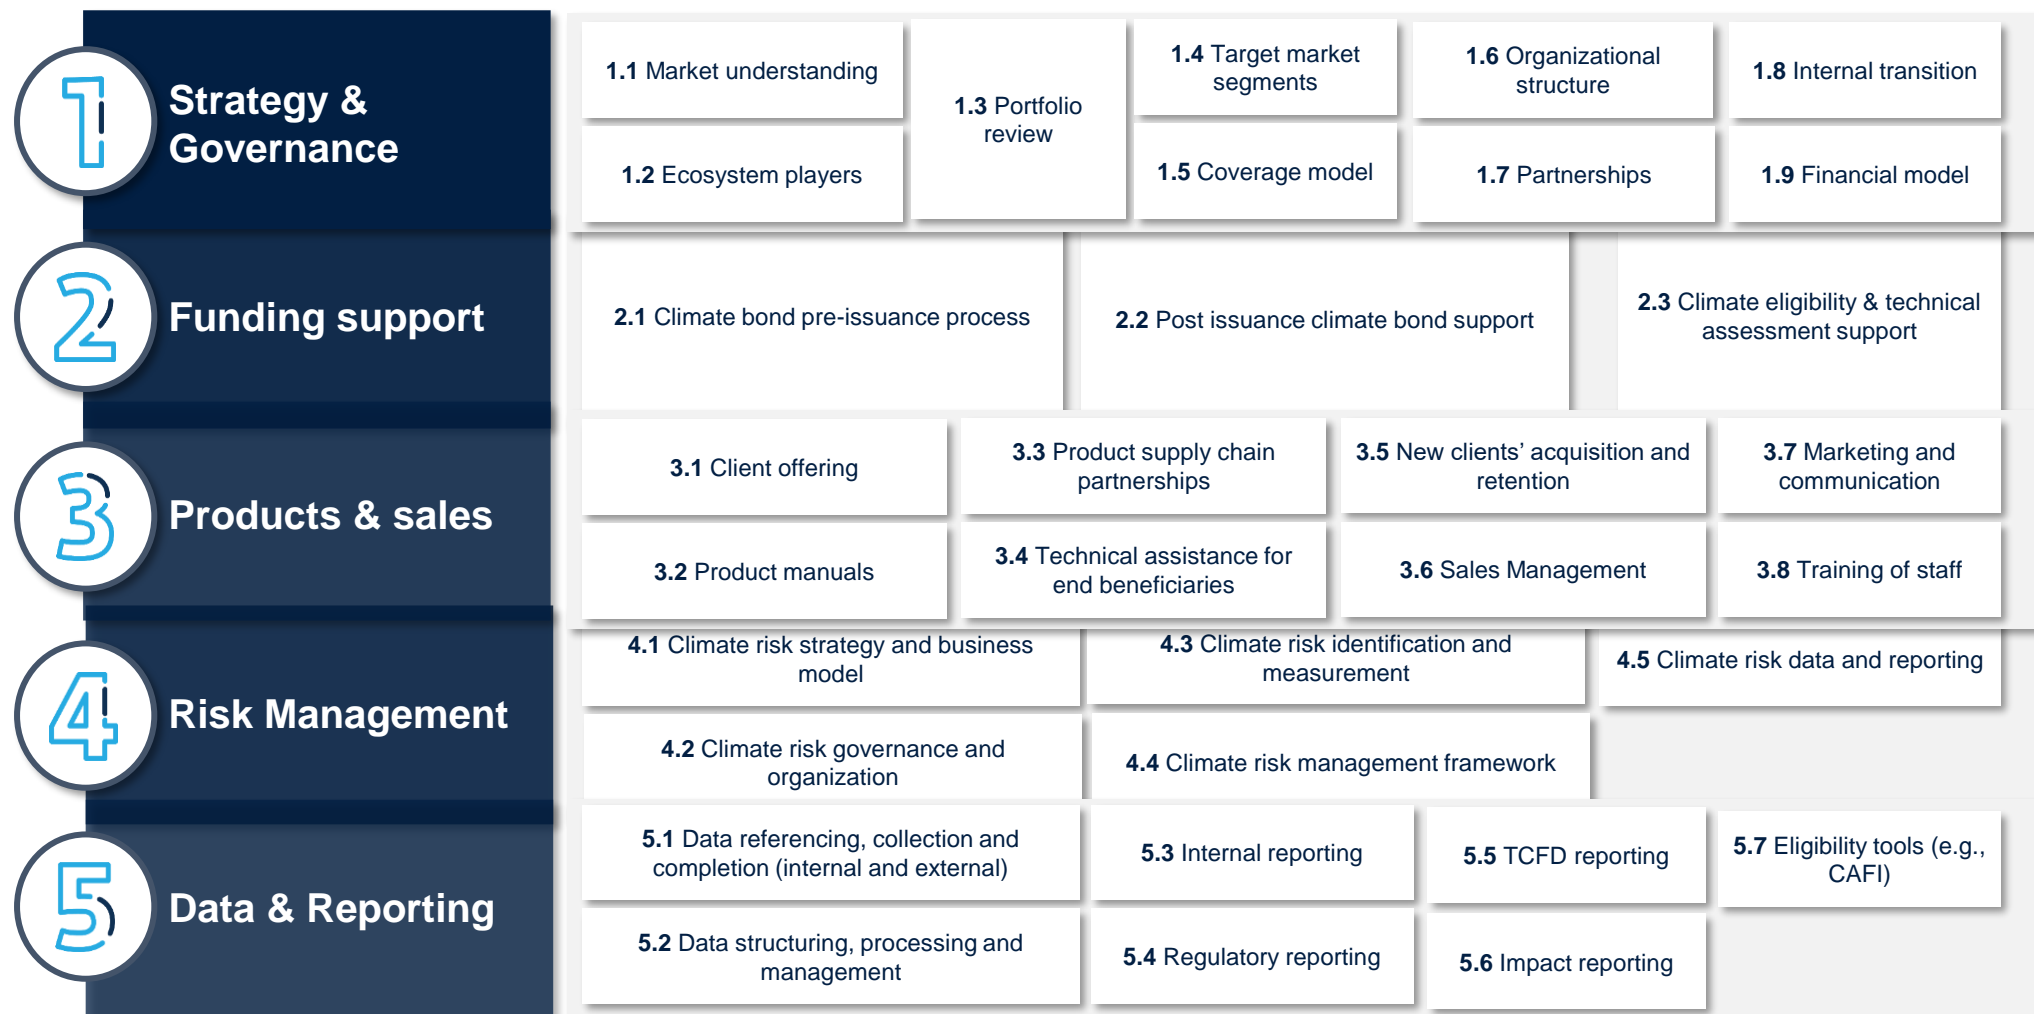 1
Strategy &
Governance
1.1 Market understanding
1.2 Ecosystem players
1.3 Portfolio
review
1.4 Target market
segments
1.5 Coverage model
1.6 Organizational
structure
1.7 Partnerships
1.8 Internal transition
1.9 Financial model
2
Funding support
2.1 Climate bond pre-issuance process
2.2 Post issuance climate bond support
2.3 Climate eligibility & technical
assessment support
3
Products & sales
3.1 Client offering
3.2 Product manuals
3.3 Product supply chain
partnerships
3.4 Technical assistance for
end beneficiaries
3.5 New clients’ acquisition and
retention
3.6 Sales Management
3.7 Marketing and
communication
3.8 Training of staff
4
Risk Management
4.1 Climate risk strategy and business
model
4.2 Climate risk governance and
organization
4.3 Climate risk identification and
measurement
4.4 Climate risk management framework
4.5 Climate risk data and reporting
5
Data & Reporting
5.1 Data referencing, collection and
completion (internal and external)
5.2 Data structuring, processing and
management
5.3 Internal reporting
5.4 Regulatory reporting
5.5 TCFD reporting
5.6 Impact reporting
5.7 Eligibility tools (e.g.,
CAFI)